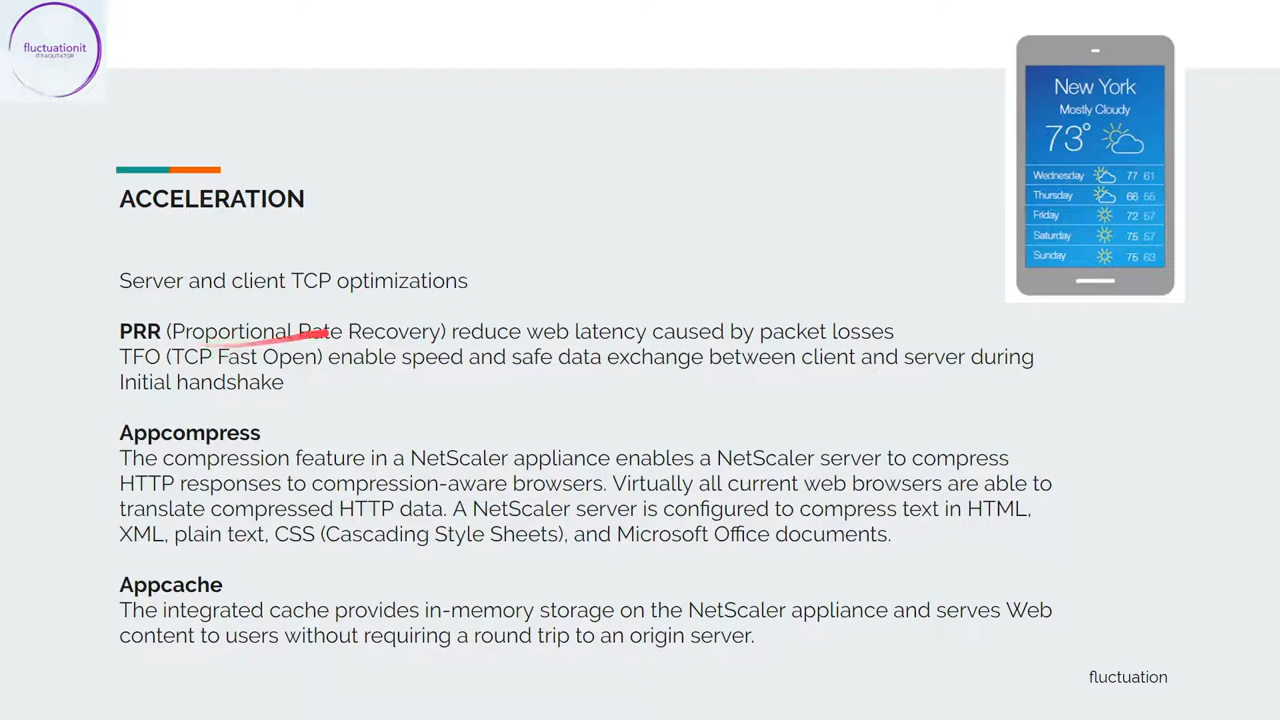 fluctuationit
IT FACILITATOR
New York
Mostly Cloudy
73°
Wednesday 77 61
Thursday 66 55
Friday 72 57
Saturday 75 57
Sunday 75 63
ACCELERATION
Server and client TCP optimizations
PRR (Proportional Rate Recovery) reduce web latency caused by packet losses
TFO (TCP Fast Open) enable speed and safe data exchange between client and server during
Initial handshake
Appcompress
The compression feature in a NetScaler appliance enables a NetScaler server to compress
HTTP responses to compression-aware browsers. Virtually all current web browsers are able to
translate compressed HTTP data. A NetScaler server is configured to compress text in HTML,
XML, plain text, CSS (Cascading Style Sheets), and Microsoft Office documents.
Appcache
The integrated cache provides in-memory storage on the NetScaler appliance and serves Web
content to users without requiring a round trip to an origin server.
fluctuation